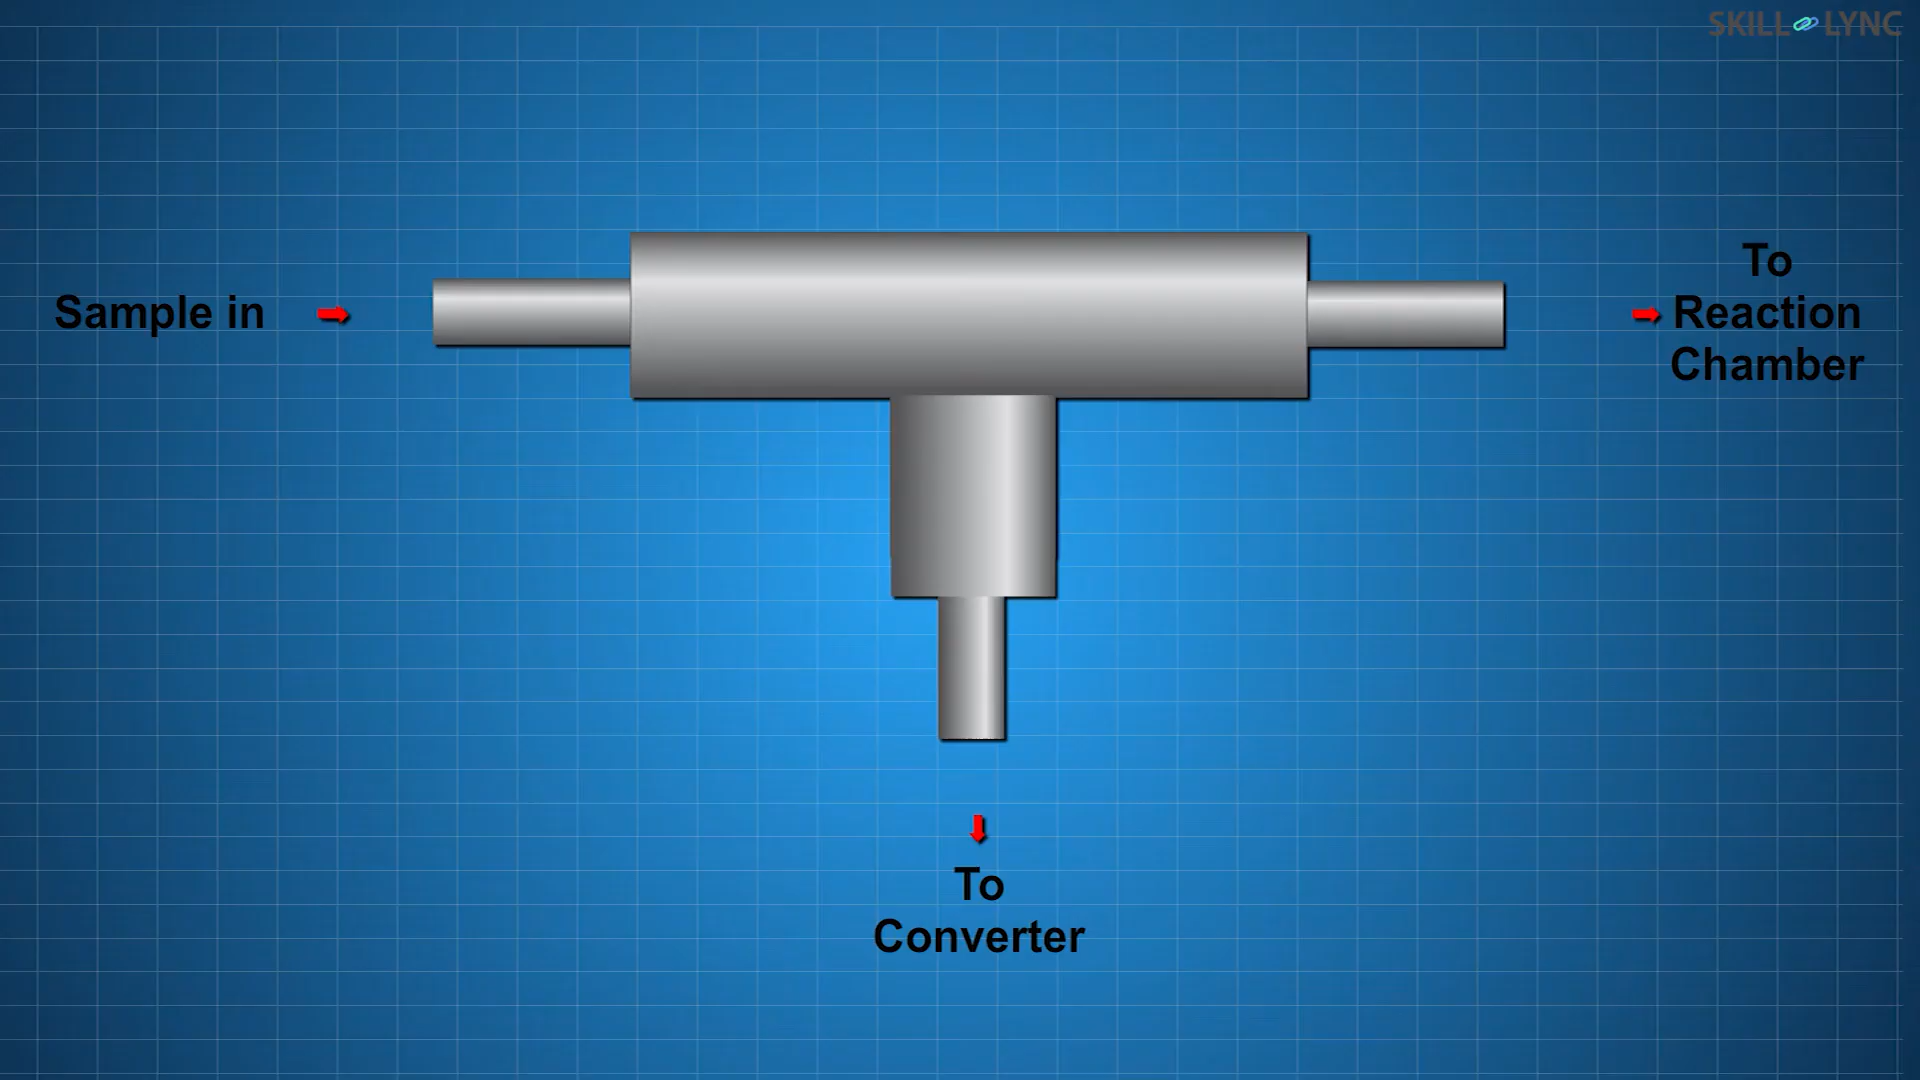 SKILL LYNC
Sample in
To
Reaction
Chamber
To
Converter